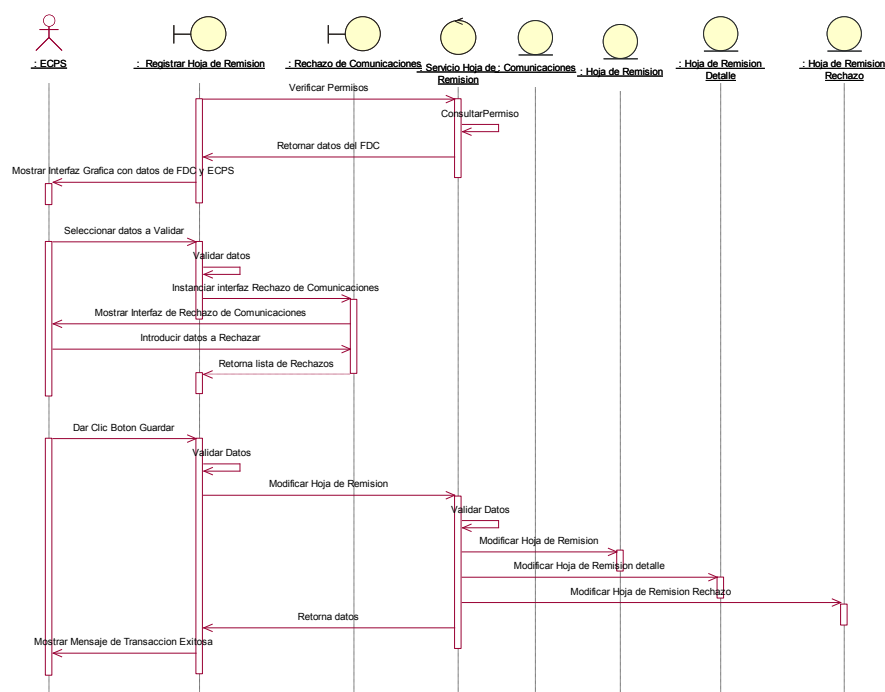 : ECPS
: Registrar Hoja de Remision
: Rechazo de Comunicaciones
: Servicio Hoja de
Remision
: Comunicaciones
: Hoja de Remision
: Hoja de Remision
Detalle
: Hoja de Remision
Rechazo
Verificar Permisos
ConsultarPermiso
Retornar datos del FDC
Mostrar Interfaz Grafica con datos de FDC y ECPS
Seleccionar datos a Validar
Validar datos
Instanciar interfaz Rechazo de Comunicaciones
Mostrar Interfaz de Rechazo de Comunicaciones
Introducir datos a Rechazar
Retorna lista de Rechazos
Dar Clic Boton Guardar
Validar Datos
Modificar Hoja de Remision
Validar Datos
Modificar Hoja de Remision
Modificar Hoja de Remision detalle
Modificar Hoja de Remision Rechazo
Retorna datos
Mostrar Mensaje de Transaccion Exitosa